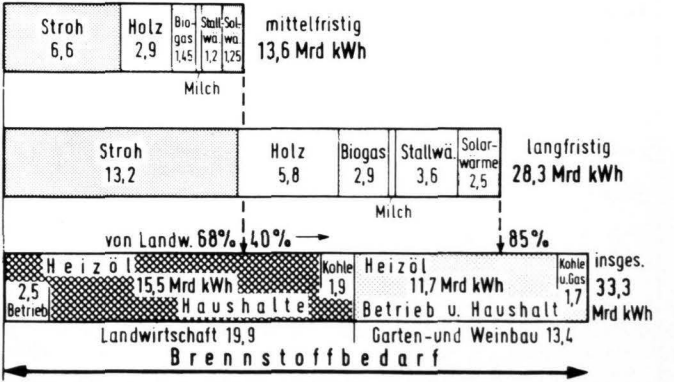 Stroh 6,6
Holz 2,9
Bio-
gas
1,45
Stall
wä.
1,2
Sol.
wä.
1,25
mittelfristig
13,6 Mrd kWh
Milch
Stroh
13,2
Holz
5,8
Biogas
2,9
Stallwä.
3,6
Solar-
wärme
2,5
langfristig
28,3 Mrd kWh
Milch
von Landw. 68% 40% → 85%
Heizöl
15,5 Mrd kWh
Haushalte
2,5
Betrieb
Kohle
1,9
Heizöl
11,7 Mrd kWh
Betrieb u. Haushalt
Kohle
u.Gas
1,7
insges.
33,3
Mrd kWh
Landwirtschaft 19,9
Garten-und Weinbau 13,4
Brennstoffbedarf